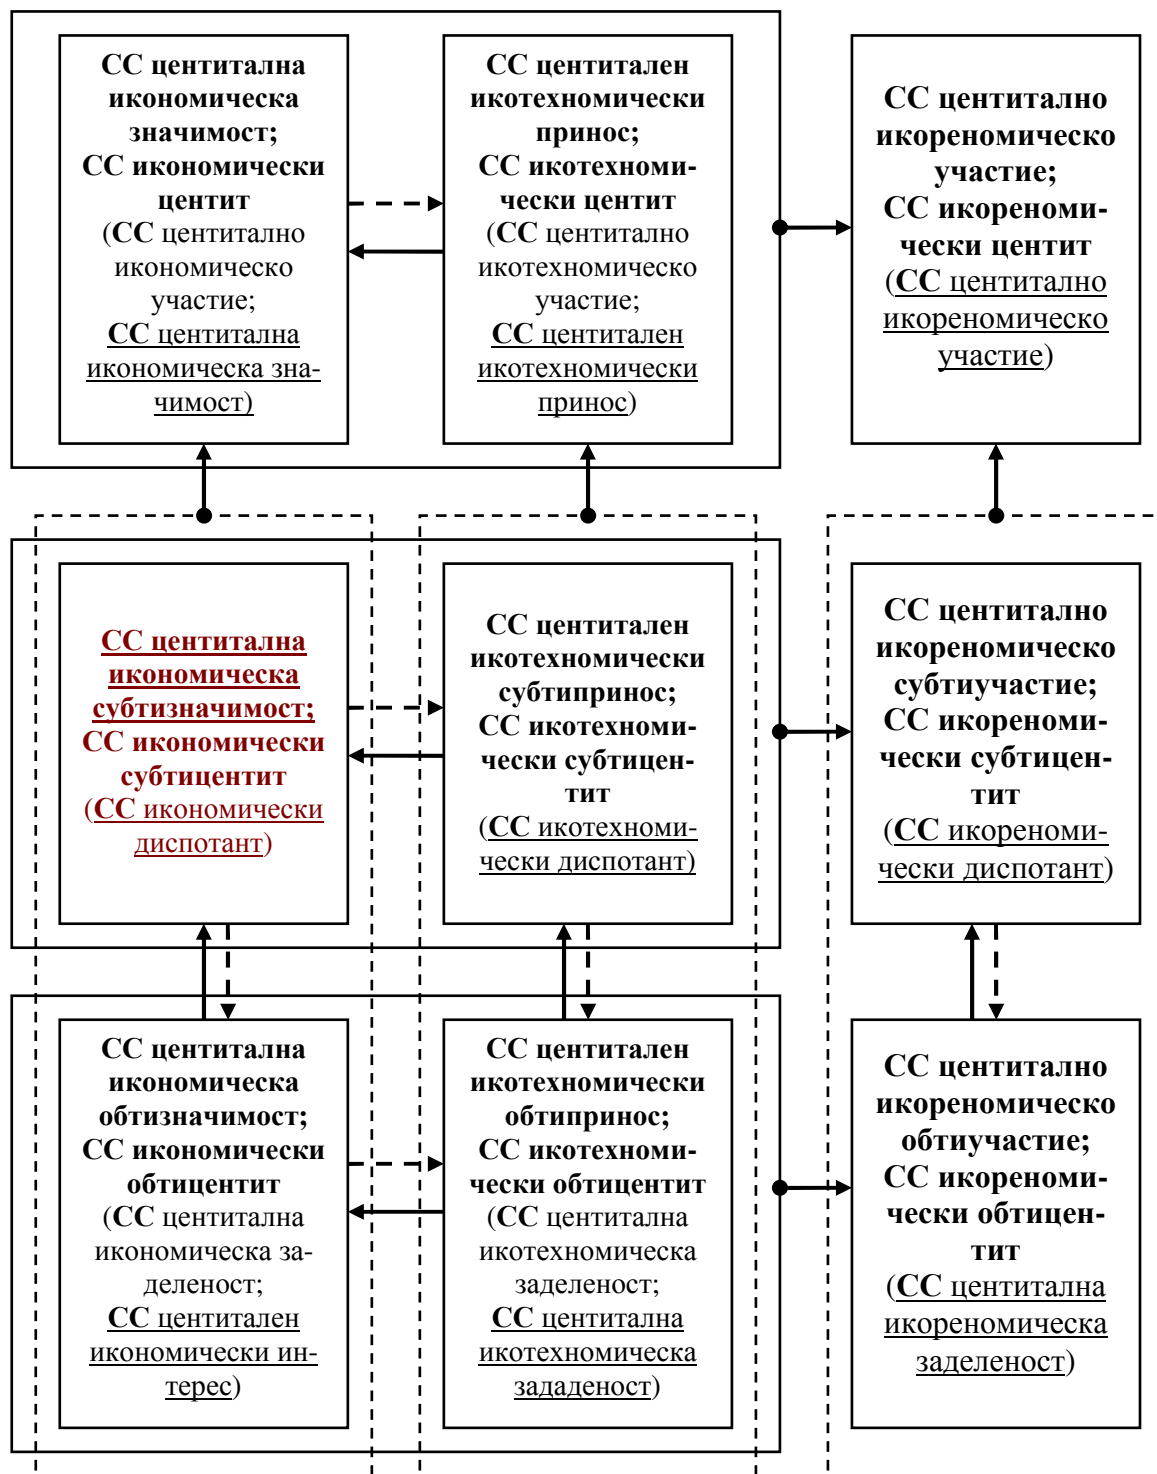 СС центитална
икономическа
значимост;
СС икономически
центит
(СС центитално
икономическо
участие;
СС центитална
икономическа зна-
чимост)
СС центитален
икотехномически
принос;
СС икотехноми-
чески центит
(СС центитално
икотехномическо
участие;
СС центитален
икотехномически
принос)
СС центитално
икореномическо
участие;
СС икореноми-
чески центит
(СС центитално
икореномическо
участие)
СС центитална
икономическа
субтизначимост;
СС икономически
субтицентит
(СС икономически
диспотант)
СС центитален
икотехномически
субтипринос;
СС икотехноми-
чески субтицен-
тит
(СС икотехноми-
чески диспотант)
СС центитално
икореномическо
субтиучастие;
СС икореноми-
чески субтицен-
тит
(СС икореноми-
чески диспотант)
СС центитална
икономическа
обтизначимост;
СС икономически
обтицентит
(СС центитална
икономическа за-
деленост;
СС центитален
икономически ин-
терес)
СС центитален
икотехномически
обтипринос;
СС икотехноми-
чески обтицентит
(СС центитална
икотехномическа
заделеност;
СС центитална
икотехномическа
зададеност)
СС центитално
икореномическо
обтиучастие;
СС икореноми-
чески обтицен-
тит
(СС центитална
икореномическа
заделеност)